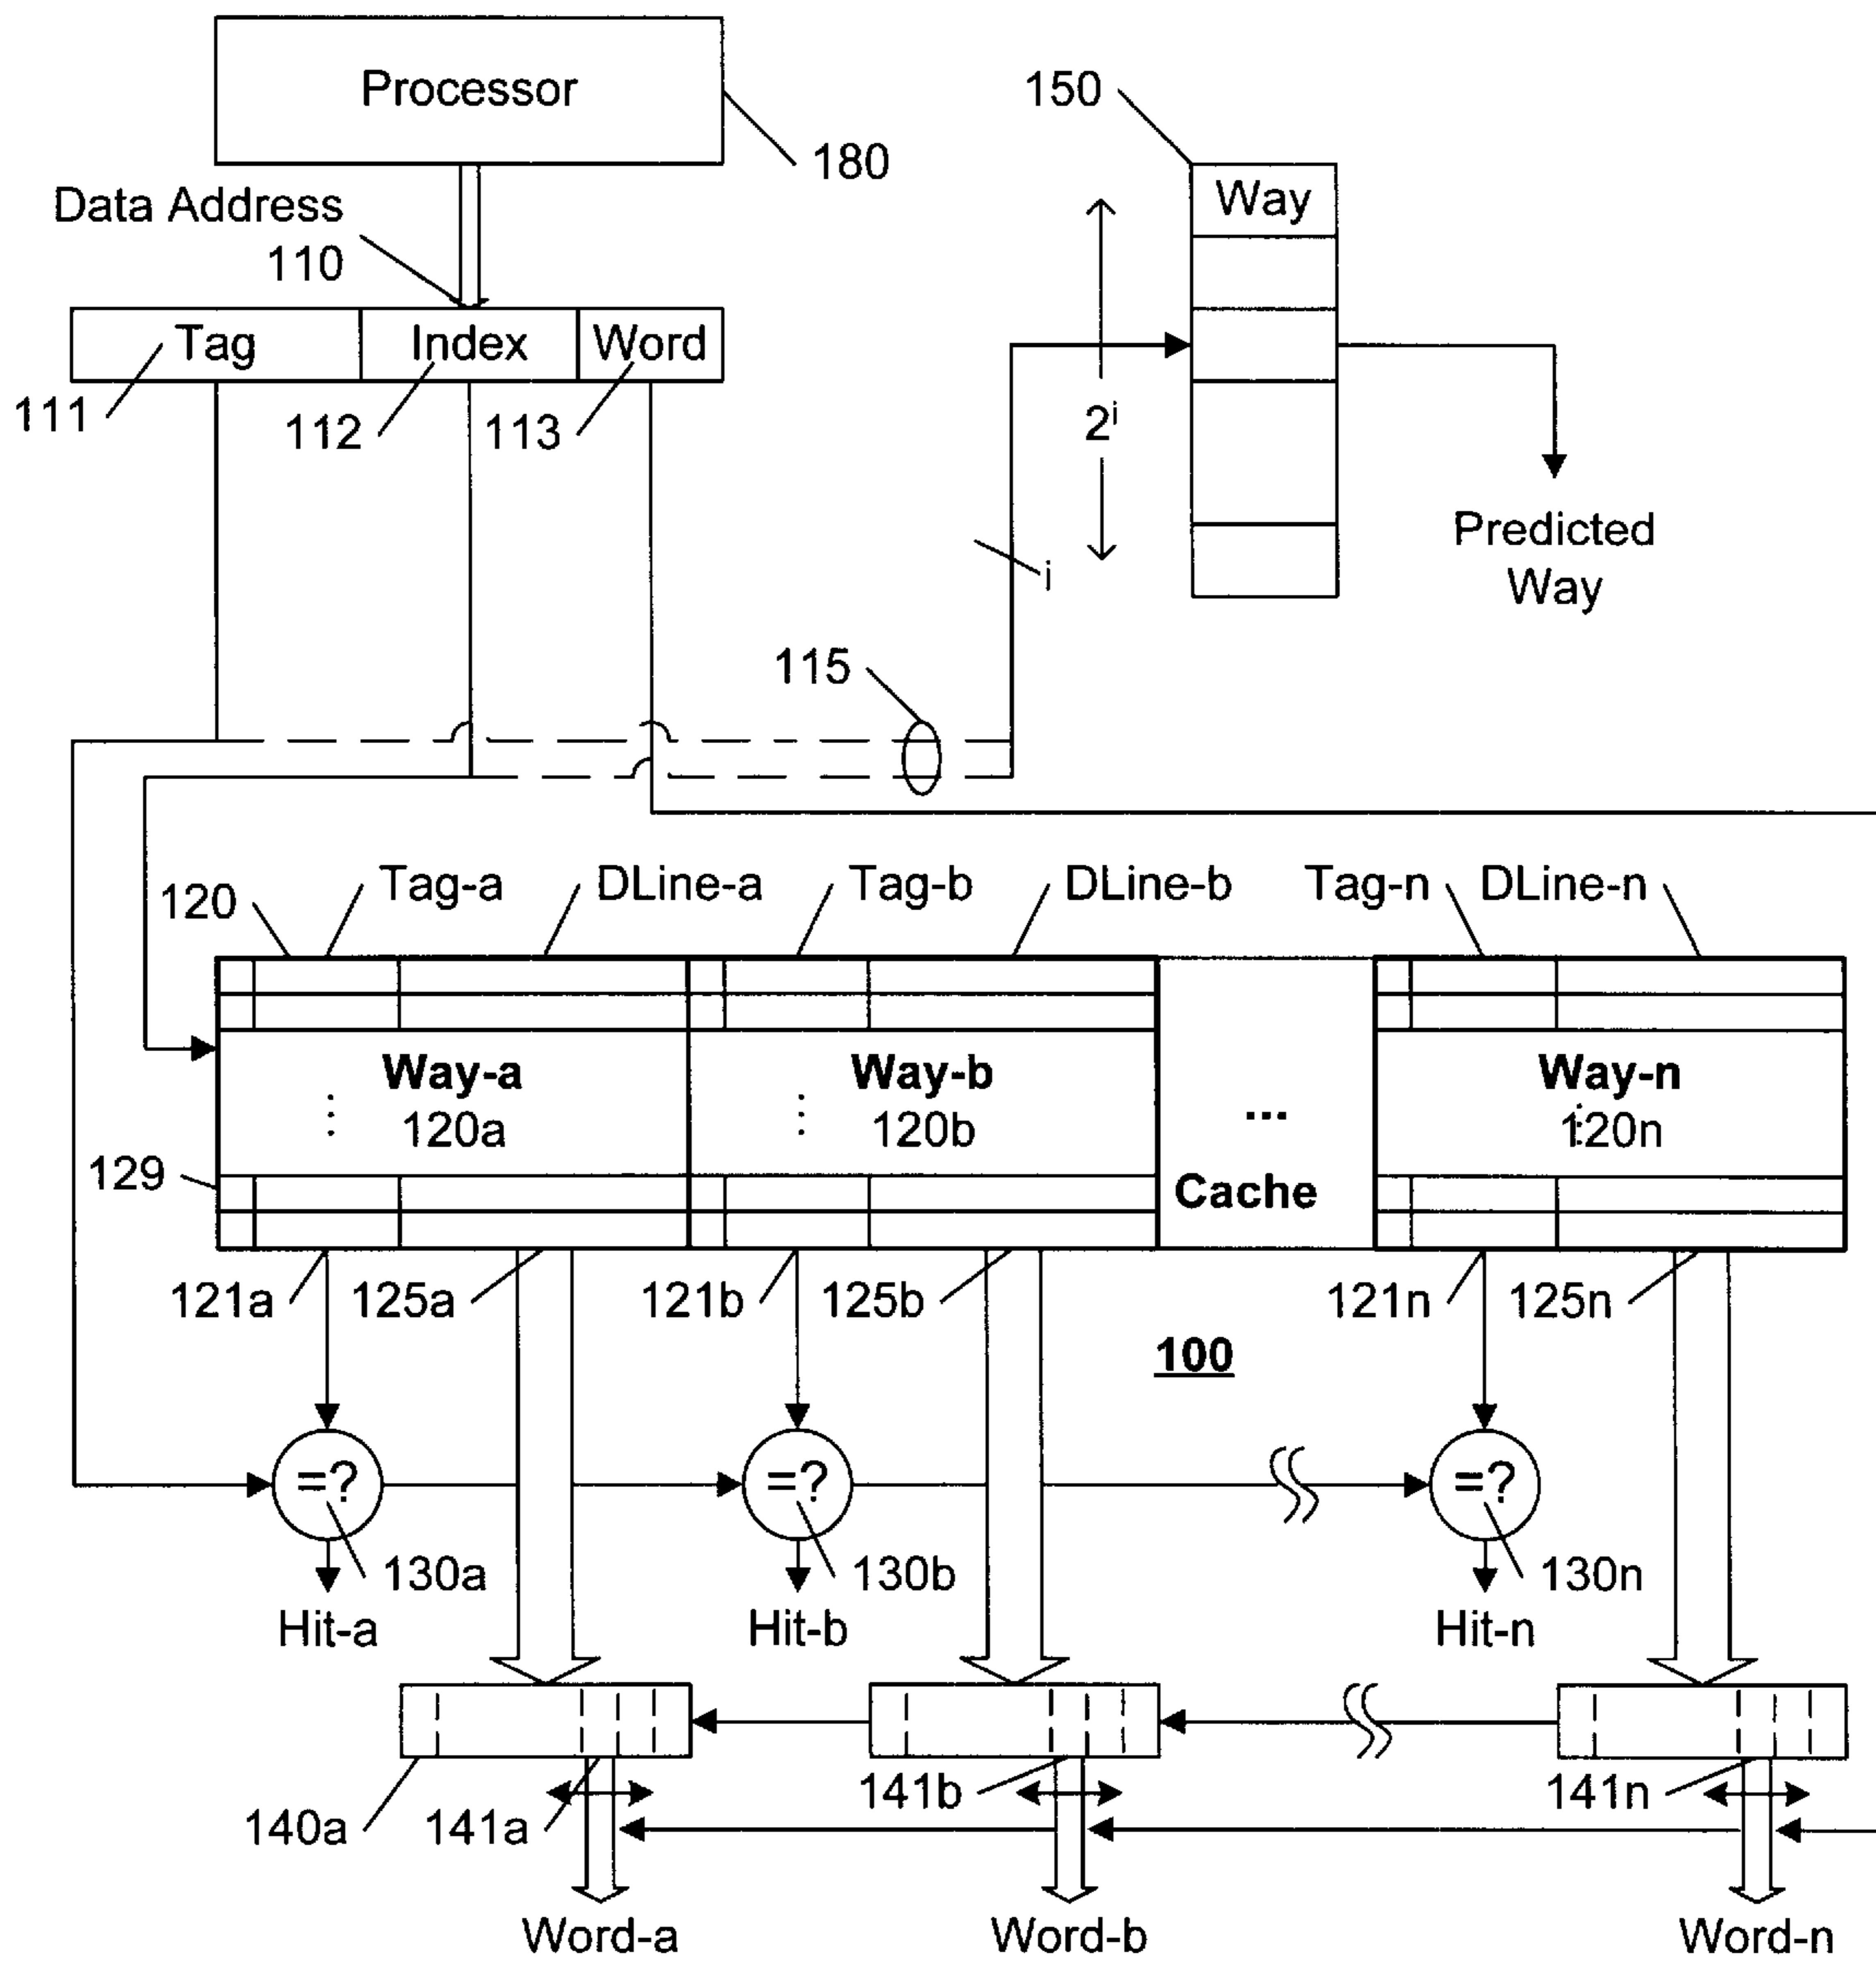 Processor
180
150
Way
Data Address
110
Tag
Index
Word
111
112
113
2^i
i
Predicted
Way
115
120
Tag-a
DLine-a
Tag-b
DLine-b
Tag-n
DLine-n
Way-a
120a
Way-b
120b
...
Way-n
120n
129
Cache
121a
125a
121b
125b
121n
125n
100
=?
=?
=?
130a
130b
130n
Hit-a
Hit-b
Hit-n
140a
141a
141b
141n
Word-a
Word-b
Word-n